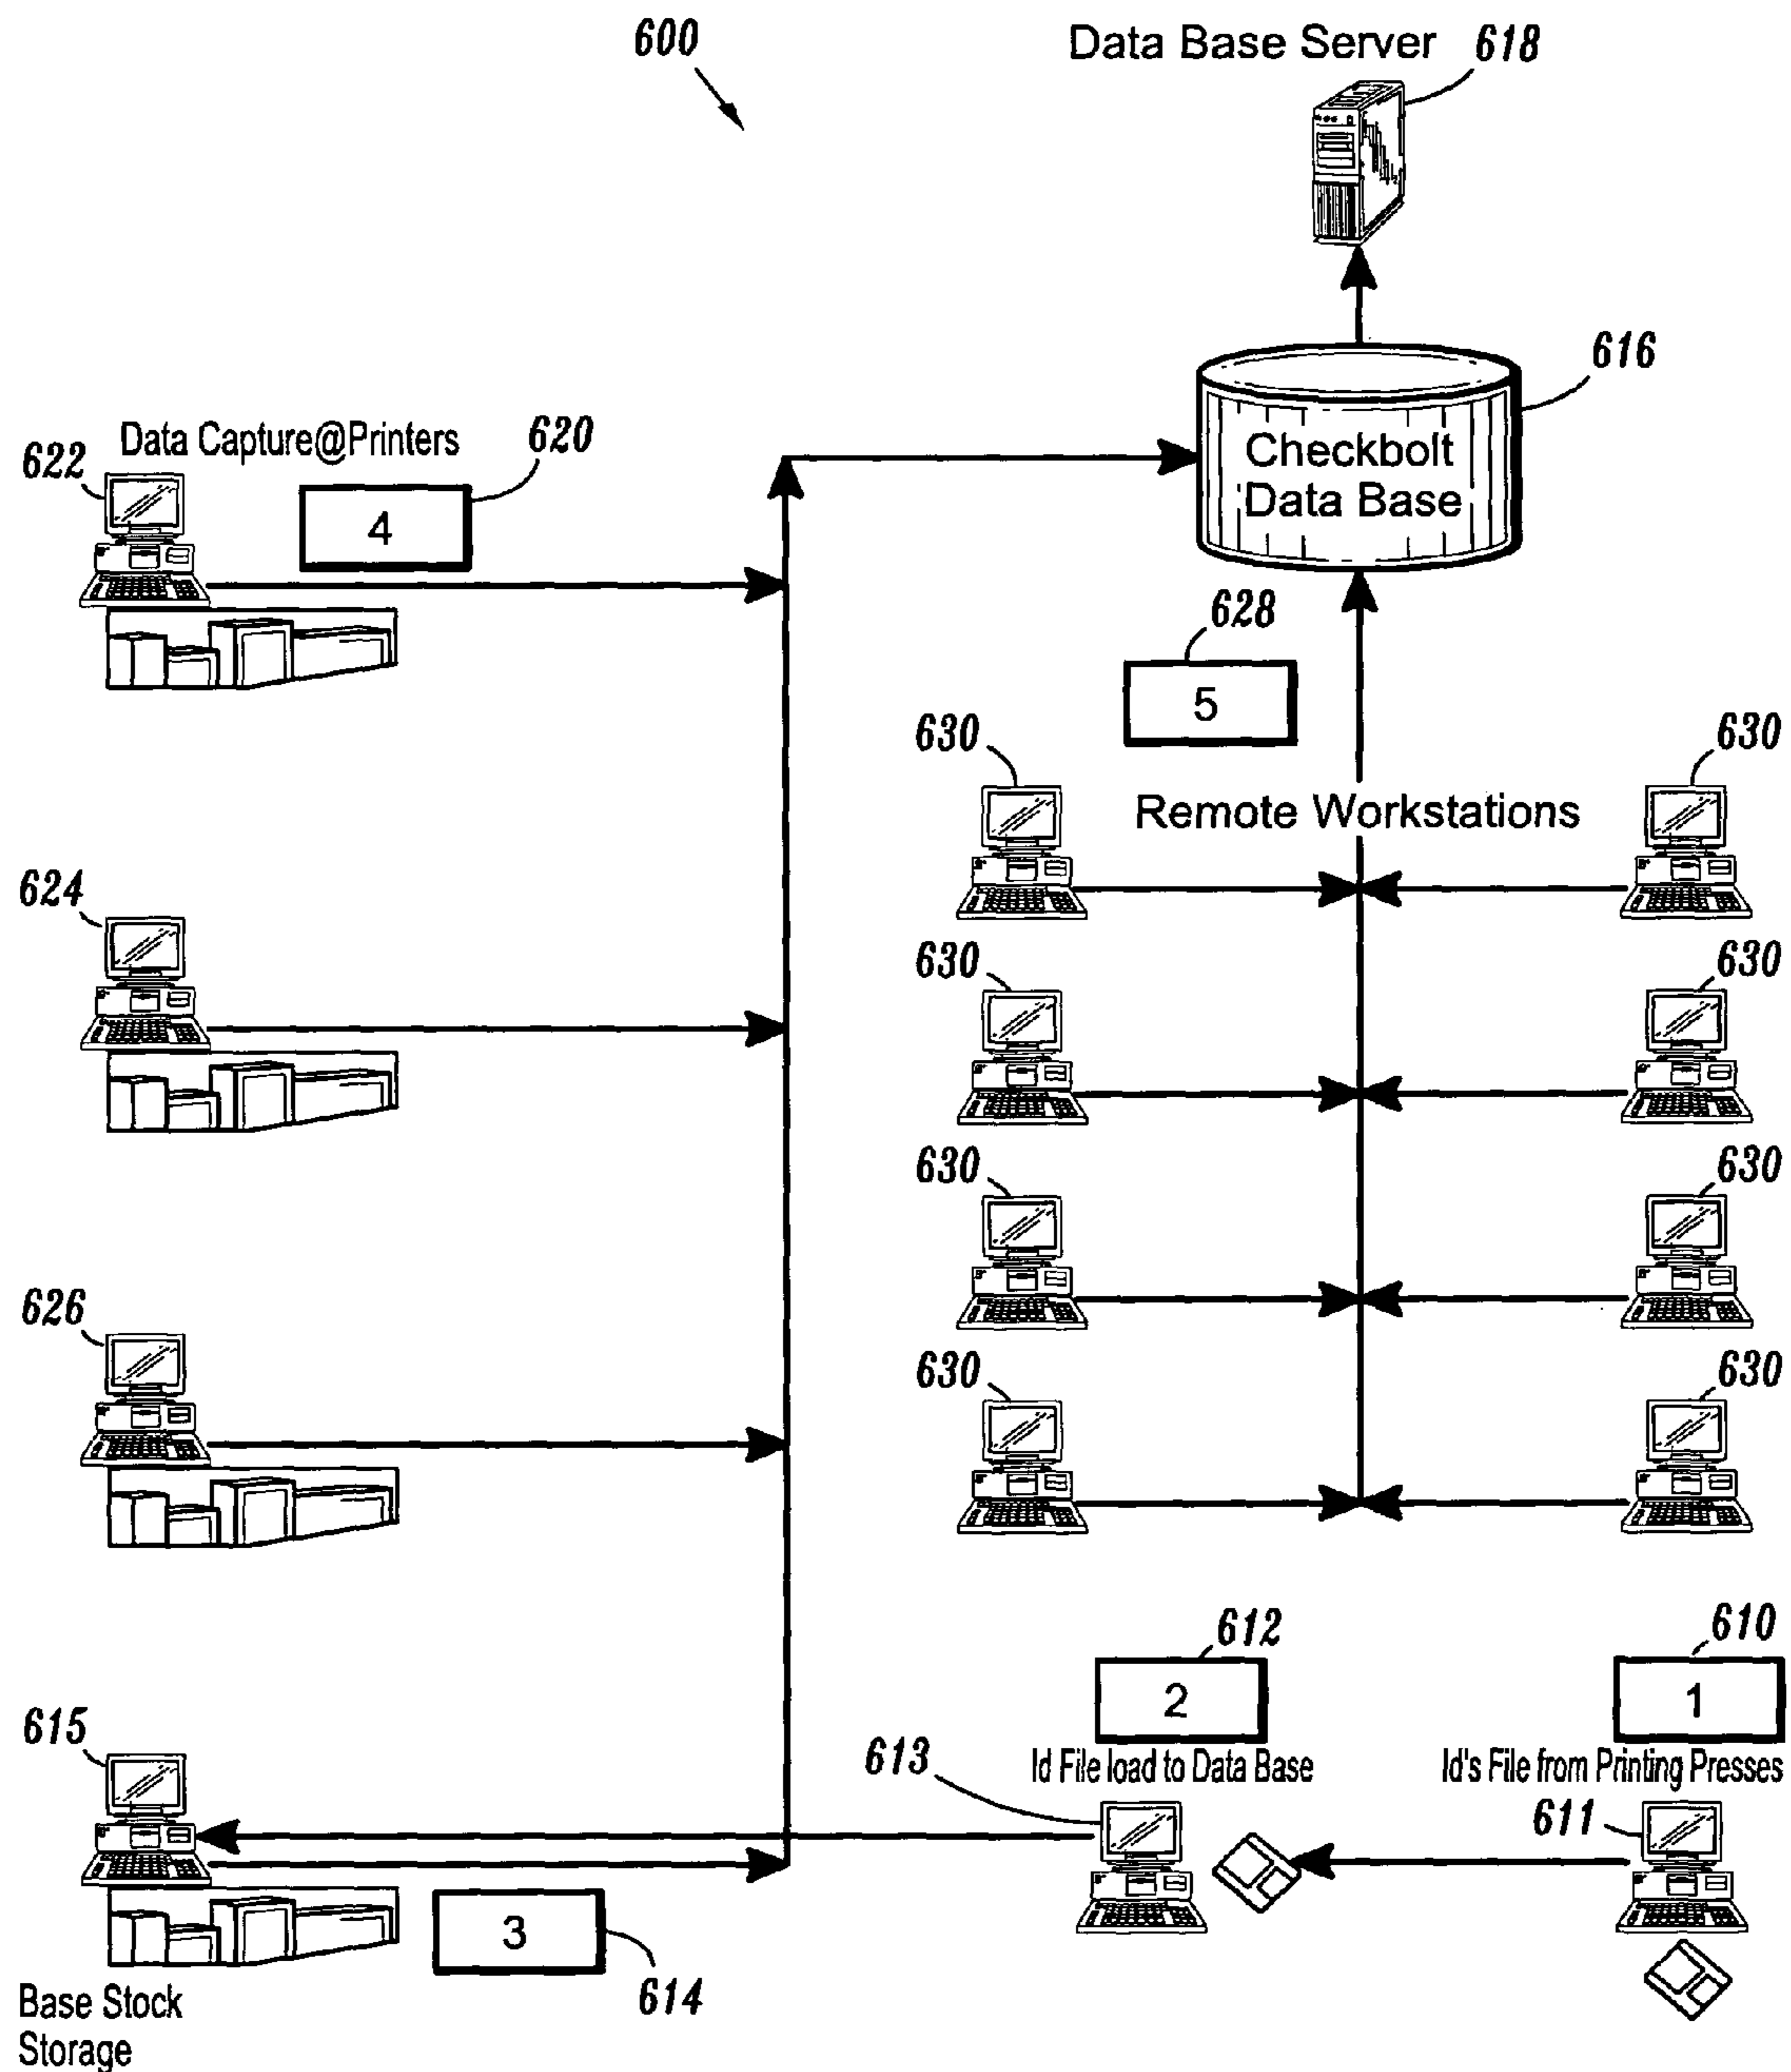 600
Data Base Server 618
616
Checkbolt
Data Base
Data Capture@Printers 620
622
4
628
5
630 630
Remote Workstations
624
630 630
630 630
626
630 630
612 610
2 1
615
613
Id File load to Data Base Id's File from Printing Presses
611
3
614
Base Stock
Storage